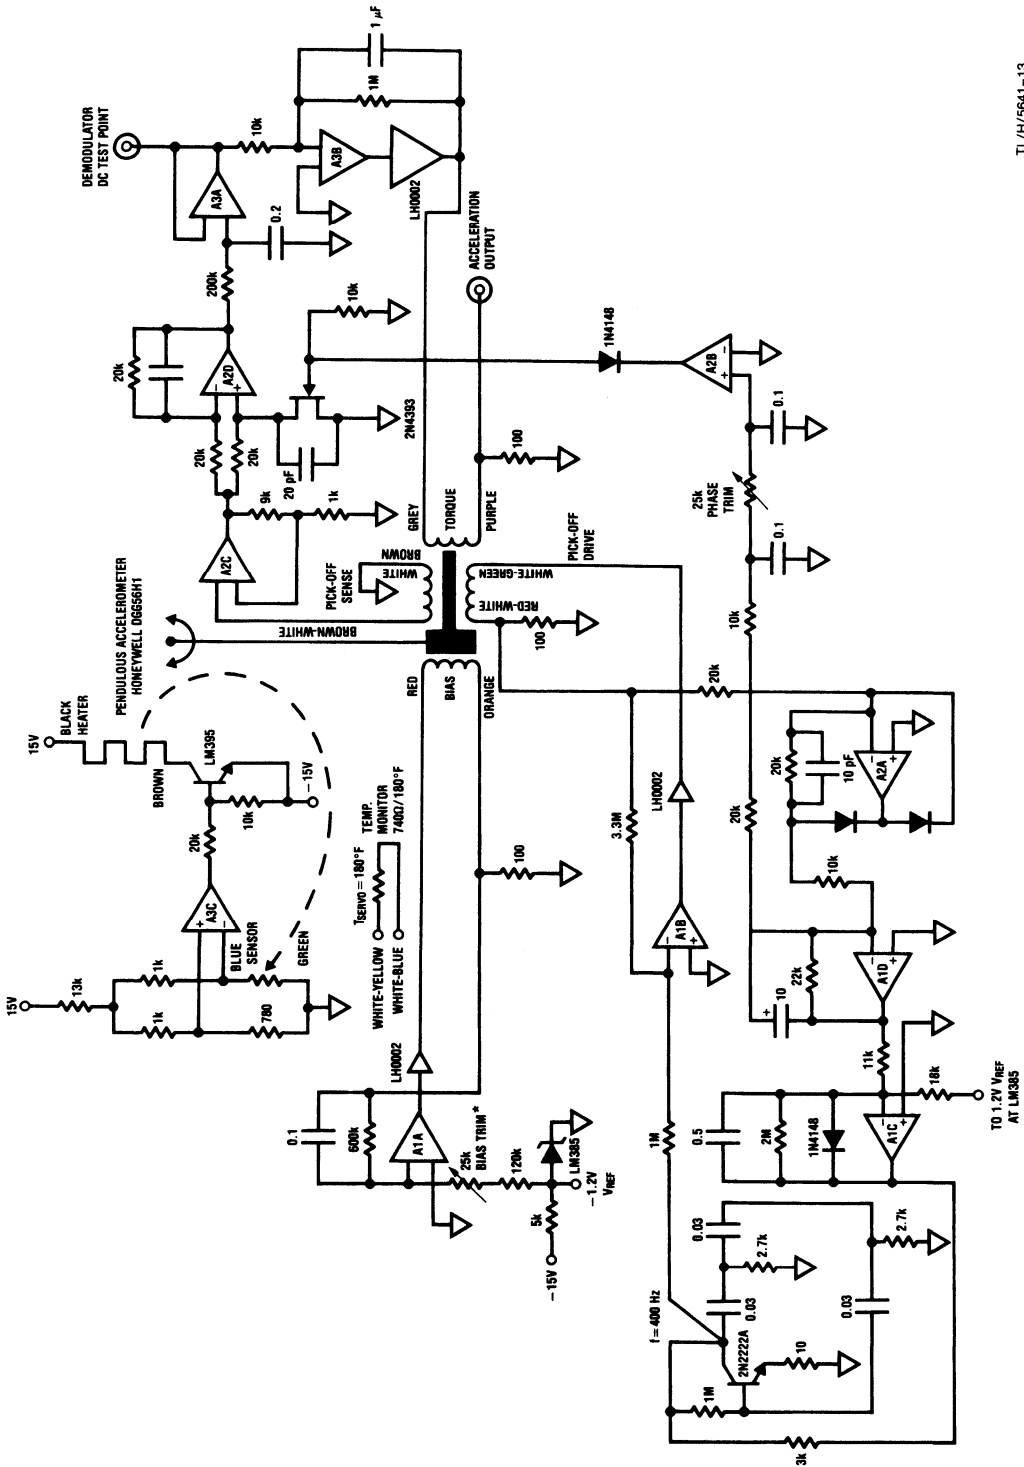 1 µF
1M
DEMODULATOR
DC TEST POINT
10k
A3B
LH0002
A3A
0.2
ACCELERATION
OUTPUT
200k
10k
1N4148
20k
A2D
-
+
2N4393
A2B
+
-
20k
20k
20 pF
0.1
100
25k
PHASE
TRIM
9k
1k
GREY
TORQUE
PURPLE
0.1
A2C
PICK-OFF
SENSE
BROWN
WHITE
PICK-OFF
DRIVE
WHITE-GREEN
RED-WHITE
BROWN-WHITE
10k
100
PENDULOUS ACCELEROMETER
HONEYWELL DGG56H1
RED
BIAS
ORANGE
15V
BLACK
HEATER
BROWN
LM395
-15V
10k
20k
20k
20k
20k
10 pF
A2A
-
+
TEMP.
MONITOR
740Ω/180°F
TSERVO = 180°F
3.3M
LH0002
100
10k
A3C
+
-
BLUE
SENSOR
GREEN
WHITE-YELLOW
WHITE-BLUE
A1B
-
+
A1D
-
+
15V
13k
1k
1k
780
22k
10
+
LH0002
11k
18k
TO 1.2V VREF
AT LM385
0.1
600k
A1A
25k
BIAS TRIM*
120k
LM385
-1.2V
VREF
5k
-15V
1M
0.5
2M
1N4148
A1C
-
+
0.03
2.7k
2.7k
0.03
0.03
f = 400 Hz
2N2222A
10
1M
3k
TL/H/5641-13